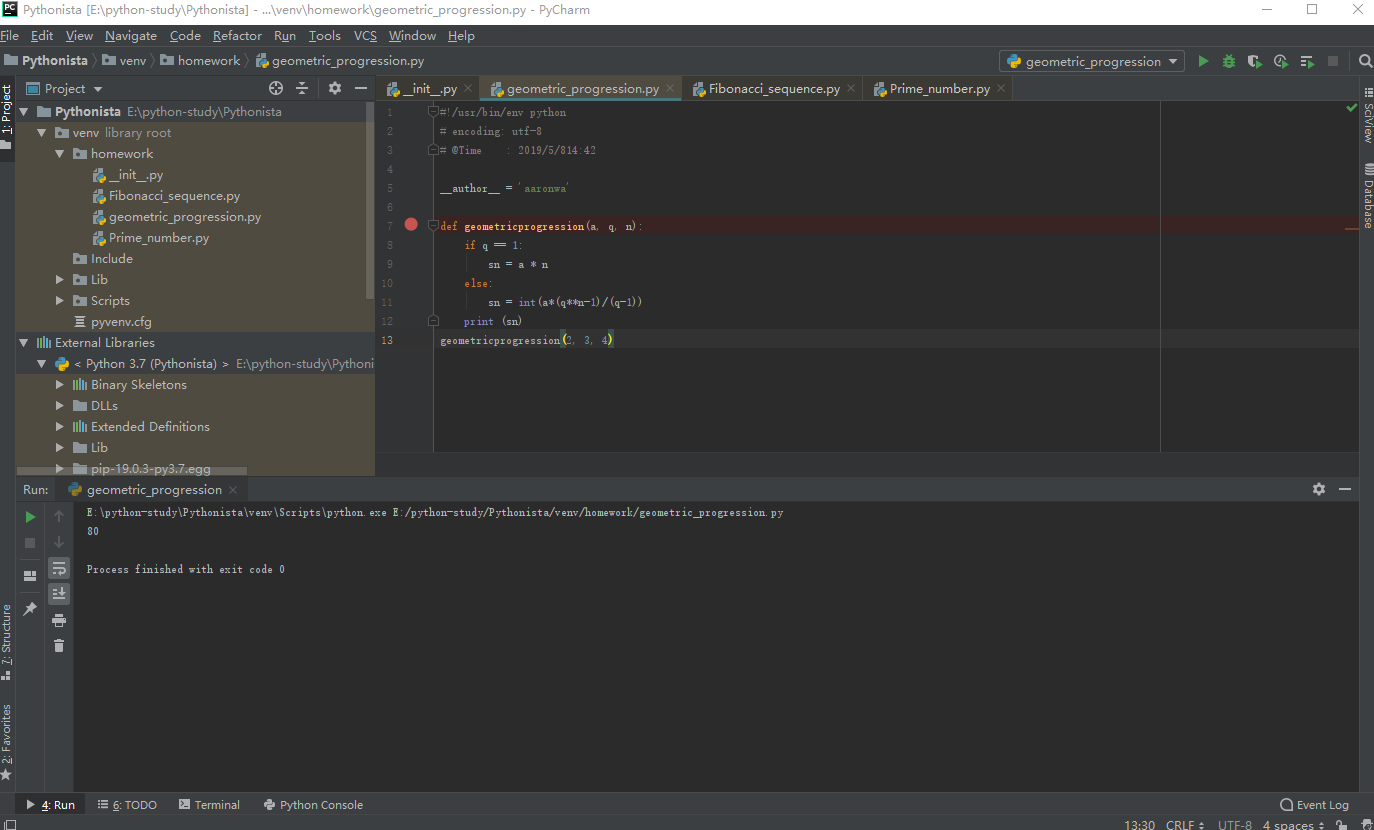 Pythonista [E:\python-study\Pythonista] - ...\venv\homework\geometric_progression.py - PyCharm
File Edit View Navigate Code Refactor Run Tools VCS Window Help
Pythonista venv homework geometric_progression.py
geometric_progression
Project
__init__.py geometric_progression.py Fibonacci_sequence.py Prime_number.py
1: Project
Pythonista E:\python-study\Pythonista
venv library root
homework
__init__.py
Fibonacci_sequence.py
geometric_progression.py
Prime_number.py
Include
Lib
Scripts
pyvenv.cfg
External Libraries
< Python 3.7 (Pythonista) > E:\python-study\Pythoni
Binary Skeletons
DLLs
Extended Definitions
Lib
pip-19.0.3-py3.7.egg
1 #!/usr/bin/env python
2 # encoding: utf-8
3 # @Time : 2019/5/814:42
4
5 __author__ = 'aaronwa'
6
7 def geometricprogression(a, q, n):
8 if q == 1:
9 sn = a * n
10 else:
11 sn = int(a*(q**n-1)/(q-1))
12 print (sn)
13 geometricprogression(2, 3, 4)
SciView
Database
Run: geometric_progression
E:\python-study\Pythonista\venv\Scripts\python.exe E:/python-study/Pythonista/venv/homework/geometric_progression.py
80
Process finished with exit code 0
7: Structure
2: Favorites
4: Run 6: TODO Terminal Python Console Event Log
13:30 CRLF UTF-8 4 spaces